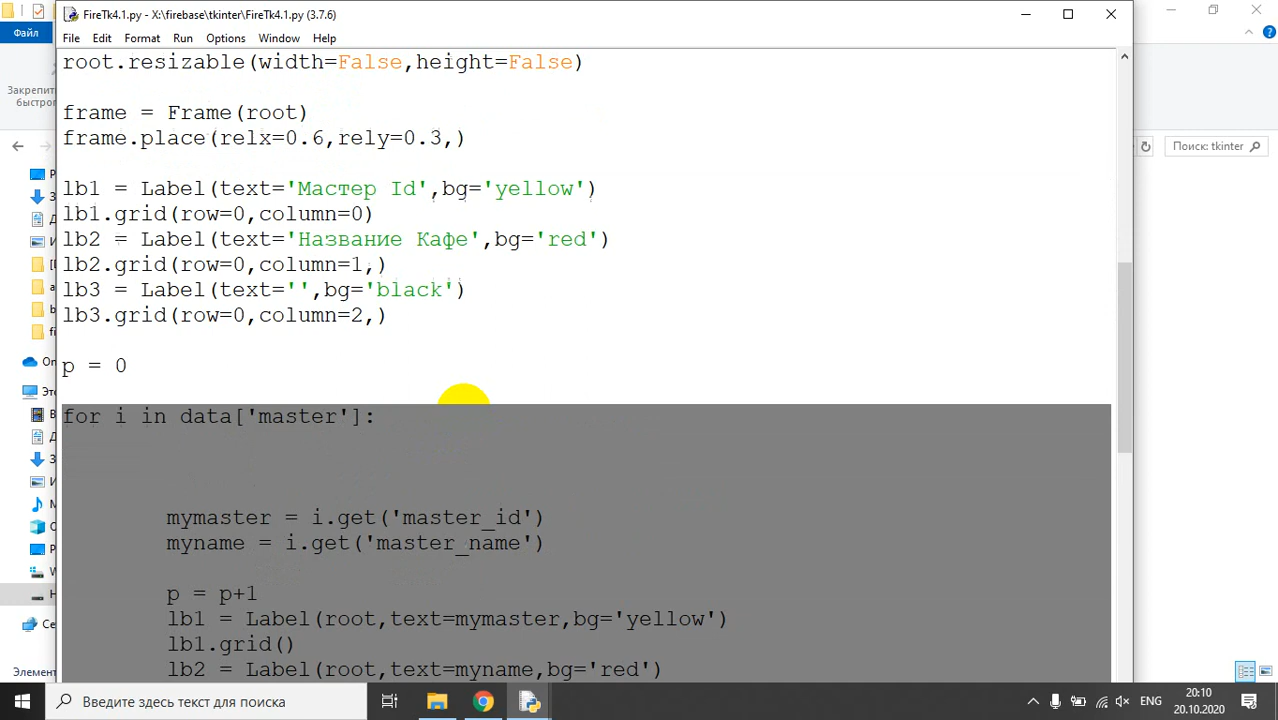 FireTk4.1.py - X:\firebase\tkinter\FireTk4.1.py (3.7.6)
Файл
File Edit Format Run Options Window Help
root.resizable(width=False,height=False)
Закрепить
быстрог
frame = Frame(root)
frame.place(relx=0.6,rely=0.3,)
Поиск: tkinter
lb1 = Label(text='Мастер Id',bg='yellow')
lb1.grid(row=0,column=0)
lb2 = Label(text='Название Кафе',bg='red')
lb2.grid(row=0,column=1,)
lb3 = Label(text='',bg='black')
lb3.grid(row=0,column=2,)
On
p = 0
Это
for i in data['master']:
mymaster = i.get('master_id')
myname = i.get('master_name')
p = p+1
lb1 = Label(root,text=mymaster,bg='yellow')
Се
lb1.grid()
lb2 = Label(root,text=myname,bg='red')
Элемент
Введите здесь текст для поиска
ENG
20:10
20.10.2020